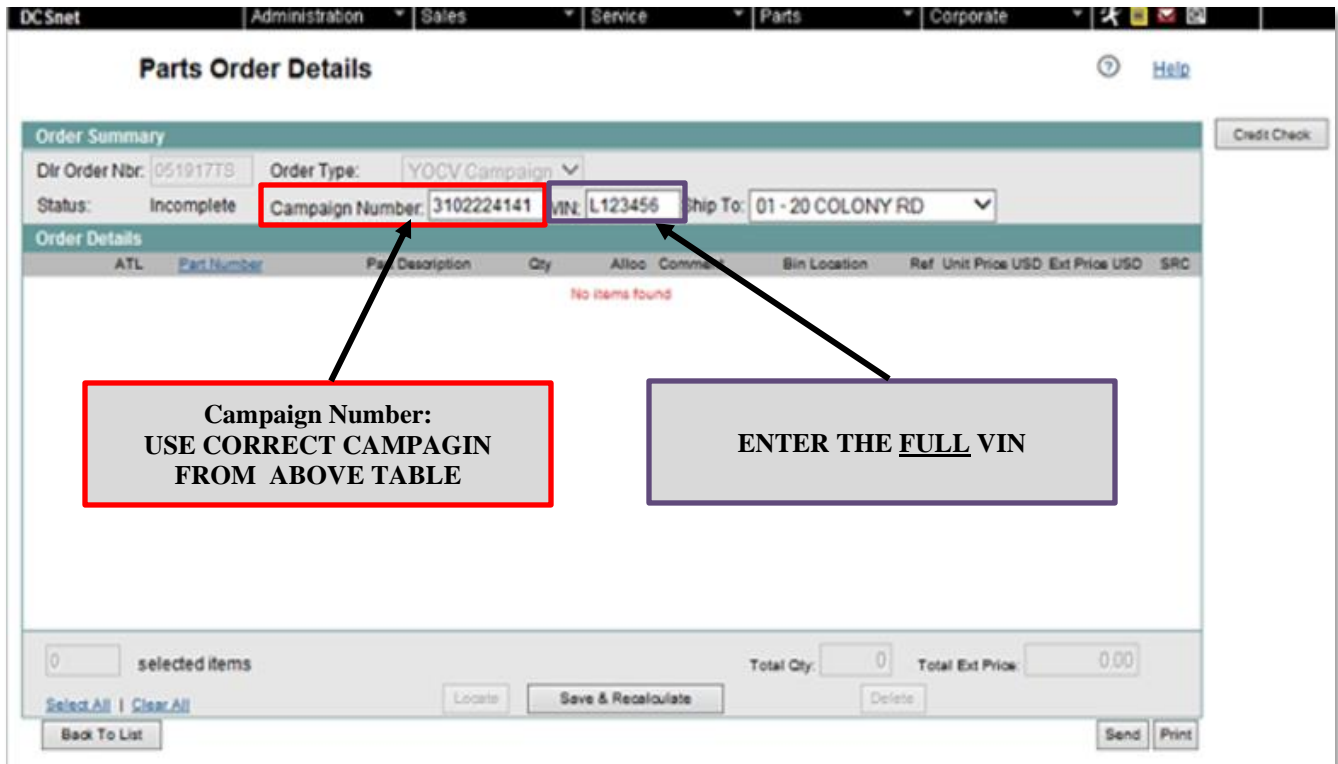 DCSnet Administration Sales Service Parts Corporate
Parts Order Details
Help
Order Summary
Credit Check
Dlr Order Nbr: 051917TS Order Type: YOCV Campaign
Status: Incomplete Campaign Number: 3102224141 VIN: L123456 Ship To: 01 - 20 COLONY RD
Order Details
ATL Part Number Part Description Qty Alloc Comment Bin Location Ref Unit Price USD Ext Price USD SRC
No items found
Campaign Number:
USE CORRECT CAMPAGIN
FROM ABOVE TABLE
ENTER THE FULL VIN
0 selected items Total Qty: 0 Total Ext Price: 0.00
Select All | Clear All Locate Save & Recalculate Delete
Back To List Send Print